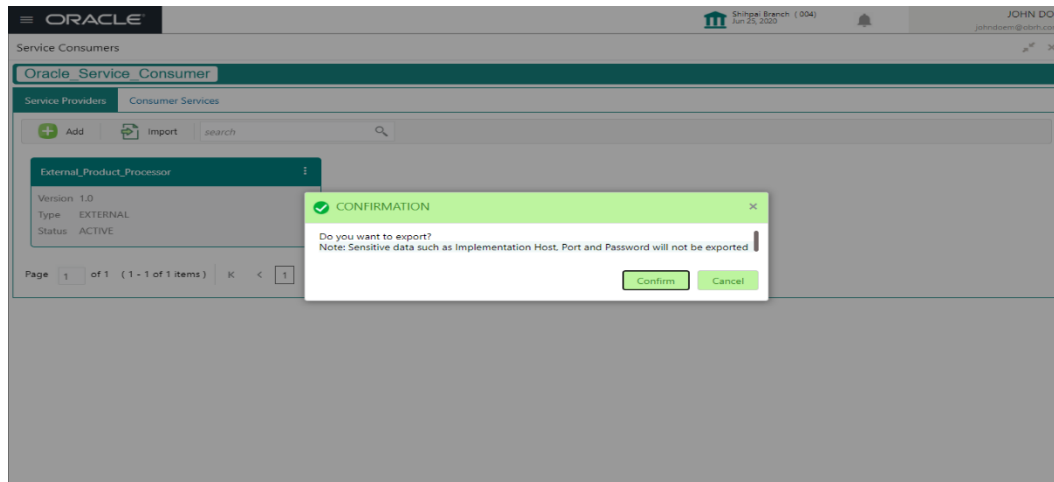 ORACLE
Shihpai Branch ( 004)
Jun 25, 2020
JOHN DO
johndoem@obrh.co
Service Consumers
Oracle_Service_Consumer
Service Providers
Consumer Services
Add
Import
search
External_Product_Processor
Version 1.0
Type EXTERNAL
Status ACTIVE
Page 1 of 1 ( 1 - 1 of 1 items ) K < 1
CONFIRMATION
Do you want to export?
Note: Sensitive data such as Implementation Host, Port and Password will not be exported
Confirm
Cancel